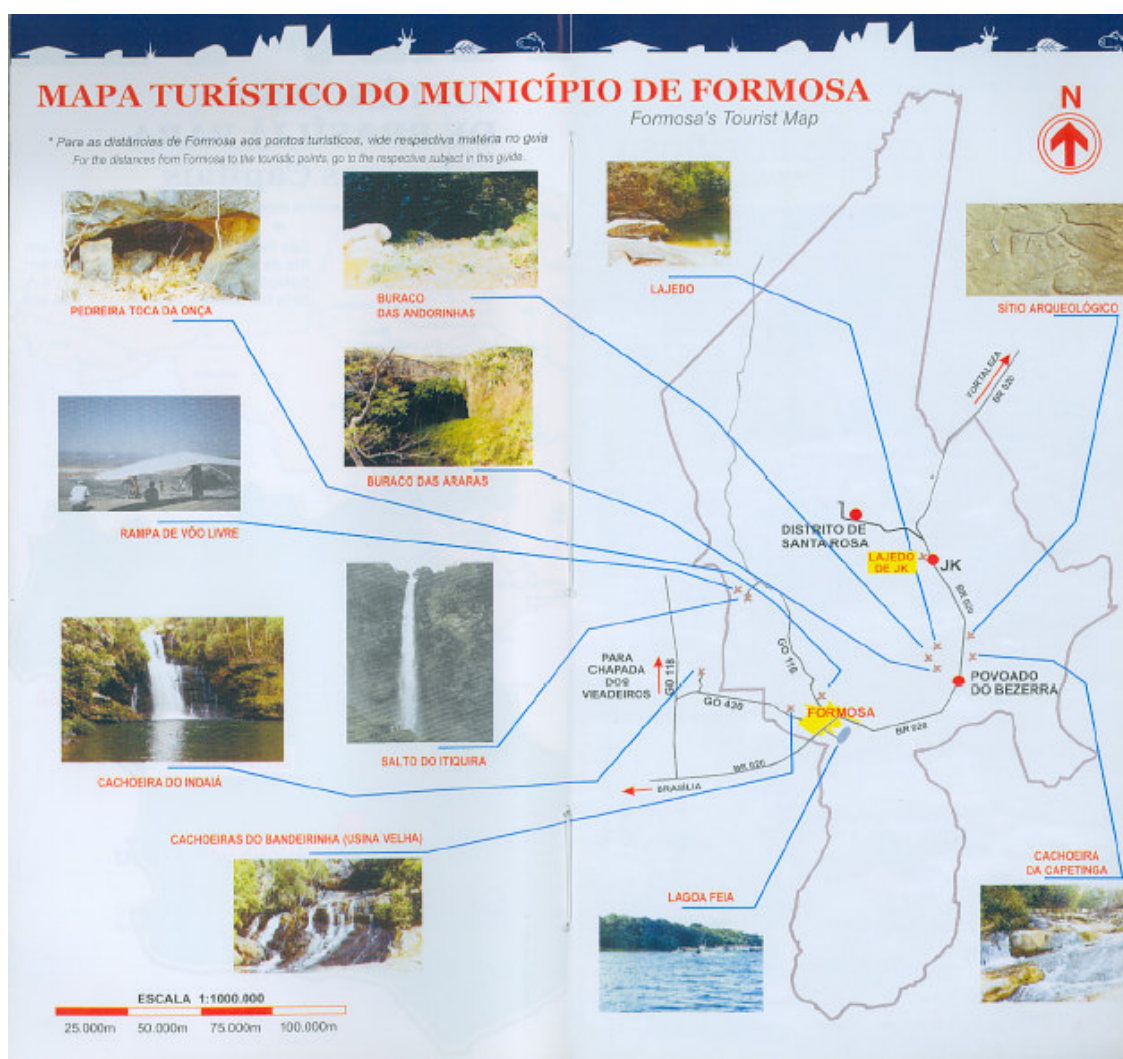 MAPA TURÍSTICO DO MUNICÍPIO DE FORMOSA
Formosa's Tourist Map
* Para as distâncias de Formosa aos pontos turísticos, vide respectiva matéria no guia
For the distances from Formosa to the touristic points, go to the respective subject in this guide.
N
PEDREIRA TOCA DA ONÇA
BURACO
DAS ANDORINHAS
LAJEDO
SÍTIO ARQUEOLÓGICO
FORTALEZA
BR 020
BURACO DAS ARARAS
RAMPA DE VÔO LIVRE
DISTRITO DE
SANTA ROSA
LAJEDO
DE JK
JK
BR 020
PARA
CHAPADA
DOS
VIEADEIROS
GO 118
GO 116
GO 430
FORMOSA
POVOADO
DO BEZERRA
BR 020
BR 020
BRASÍLIA
SALTO DO ITIQUIRA
CACHOEIRA DO INDAIÁ
CACHOEIRAS DO BANDEIRINHA (USINA VELHA)
LAGOA FEIA
CACHOEIRA
DA CAPETINGA
ESCALA 1:1000.000
25.000m 50.000m 75.000m 100.000m